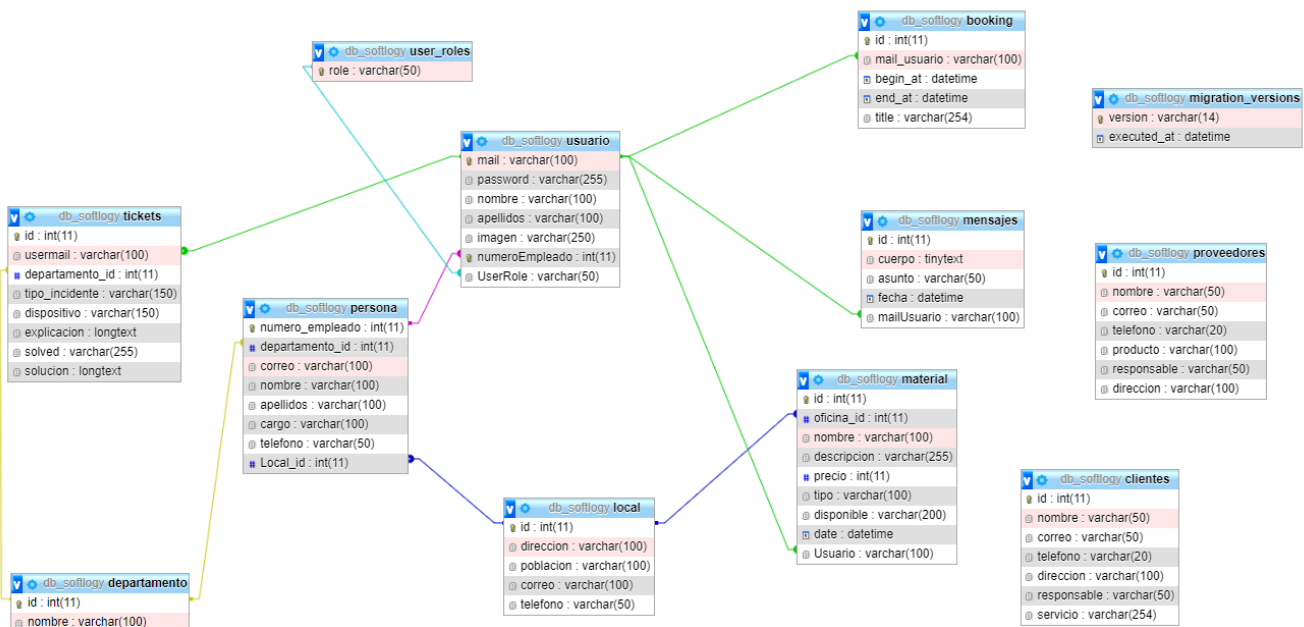 db_softlogy booking
id : int(11)
mail_usuario : varchar(100)
begin_at : datetime
end_at : datetime
title : varchar(254)
db_softlogy user_roles
role : varchar(50)
db_softlogy migration_versions
version : varchar(14)
executed_at : datetime
db_softlogy usuario
mail : varchar(100)
password : varchar(255)
nombre : varchar(100)
apellidos : varchar(100)
imagen : varchar(250)
numeroEmpleado : int(11)
UserRole : varchar(50)
db_softlogy tickets
id : int(11)
usermail : varchar(100)
departamento_id : int(11)
tipo_incidente : varchar(150)
dispositivo : varchar(150)
explicacion : longtext
solved : varchar(255)
solucion : longtext
db_softlogy mensajes
id : int(11)
cuerpo : tinytext
asunto : varchar(50)
fecha : datetime
mailUsuario : varchar(100)
db_softlogy proveedores
id : int(11)
nombre : varchar(50)
correo : varchar(50)
telefono : varchar(20)
producto : varchar(100)
responsable : varchar(50)
direccion : varchar(100)
db_softlogy persona
numero_empleado : int(11)
departamento_id : int(11)
correo : varchar(100)
nombre : varchar(100)
apellidos : varchar(100)
cargo : varchar(100)
telefono : varchar(50)
Local_id : int(11)
db_softlogy material
id : int(11)
oficina_id : int(11)
nombre : varchar(100)
descripcion : varchar(255)
precio : int(11)
tipo : varchar(100)
disponible : varchar(200)
date : datetime
Usuario : varchar(100)
db_softlogy clientes
id : int(11)
nombre : varchar(50)
correo : varchar(50)
telefono : varchar(20)
direccion : varchar(100)
responsable : varchar(50)
servicio : varchar(254)
db_softlogy local
id : int(11)
direccion : varchar(100)
poblacion : varchar(100)
correo : varchar(100)
telefono : varchar(50)
db_softlogy departamento
id : int(11)
nombre : varchar(100)